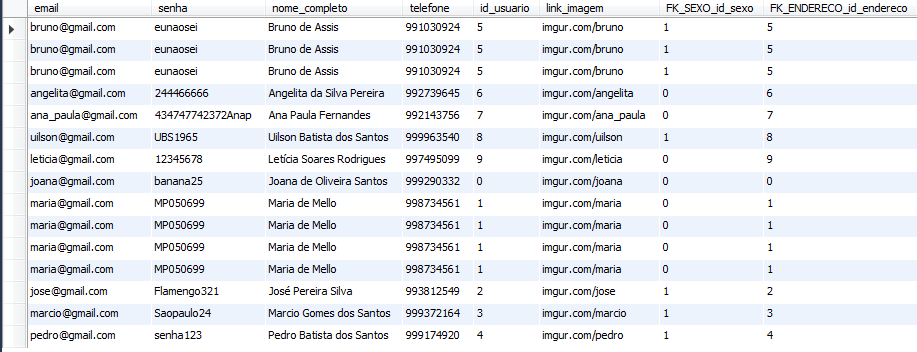 email senha nome_completo telefone id_usuario link_imagem FK_SEXO_id_sexo FK_ENDERECO_id_endereco
bruno@gmail.com eunaosei Bruno de Assis 991030924 5 imgur.com/bruno 1 5
bruno@gmail.com eunaosei Bruno de Assis 991030924 5 imgur.com/bruno 1 5
bruno@gmail.com eunaosei Bruno de Assis 991030924 5 imgur.com/bruno 1 5
angelita@gmail.com 244466666 Angelita da Silva Pereira 992739645 6 imgur.com/angelita 0 6
ana_paula@gmail.com 434747742372Anap Ana Paula Fernandes 992143756 7 imgur.com/ana_paula 0 7
uilson@gmail.com UBS1965 Uilson Batista dos Santos 999963540 8 imgur.com/uilson 1 8
leticia@gmail.com 12345678 Letícia Soares Rodrigues 997495099 9 imgur.com/leticia 0 9
joana@gmail.com banana25 Joana de Oliveira Santos 999290332 0 imgur.com/joana 0 0
maria@gmail.com MP050699 Maria de Mello 998734561 1 imgur.com/maria 0 1
maria@gmail.com MP050699 Maria de Mello 998734561 1 imgur.com/maria 0 1
maria@gmail.com MP050699 Maria de Mello 998734561 1 imgur.com/maria 0 1
maria@gmail.com MP050699 Maria de Mello 998734561 1 imgur.com/maria 0 1
jose@gmail.com Flamengo321 José Pereira Silva 993812549 2 imgur.com/jose 1 2
marcio@gmail.com Saopaulo24 Marcio Gomes dos Santos 999372164 3 imgur.com/marcio 1 3
pedro@gmail.com senha123 Pedro Batista dos Santos 999174920 4 imgur.com/pedro 1 4